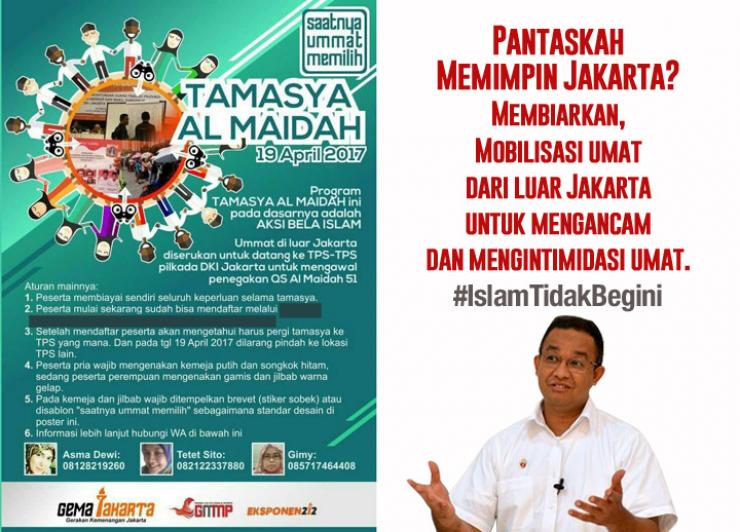 saatnya
ummat
memilih
TAMASYA
AL MAIDAH
19 April 2017
Program
TAMASYA AL MAIDAH ini
pada dasarnya adalah
AKSI BELA ISLAM
Ummat di luar Jakarta
diserukan untuk datang ke TPS-TPS
pilkada DKI Jakarta untuk mengawal
penegakan QS Al Maidah 51
Aturan mainnya:
1. Peserta membiayai sendiri seluruh keperluan selama tamasya.
2. Peserta mulai sekarang sudah bisa mendaftar melalui
3. Setelah mendaftar peserta akan mengetahui harus pergi tamasya ke
TPS yang mana. Dan pada tgl 19 April 2017 dilarang pindah ke lokasi
TPS lain.
4. Peserta pria wajib mengenakan kemeja putih dan songkok hitam,
sedang peserta perempuan mengenakan gamis dan jilbab warna
gelap.
5. Pada kemeja dan jilbab wajib ditempelkan brevet (stiker sobek) atau
disablon "saatnya ummat memilih" sebagaimana standar desain di
poster ini.
6. Informasi lebih lanjut hubungi WA di bawah ini
Asma Dewi:
08128219260
Tetet Sito:
082122337880
Gimy:
085717464408
GEMA JAKARTA
Gerakan Kemenangan Jakarta
GNMP
EKSPONEN212
PANTASKAH
MEMIMPIN JAKARTA?
MEMBIARKAN,
MOBILISASI UMAT
DARI LUAR JAKARTA
UNTUK MENGANCAM
DAN MENGINTIMIDASI UMAT.
#IslamTidakBegini